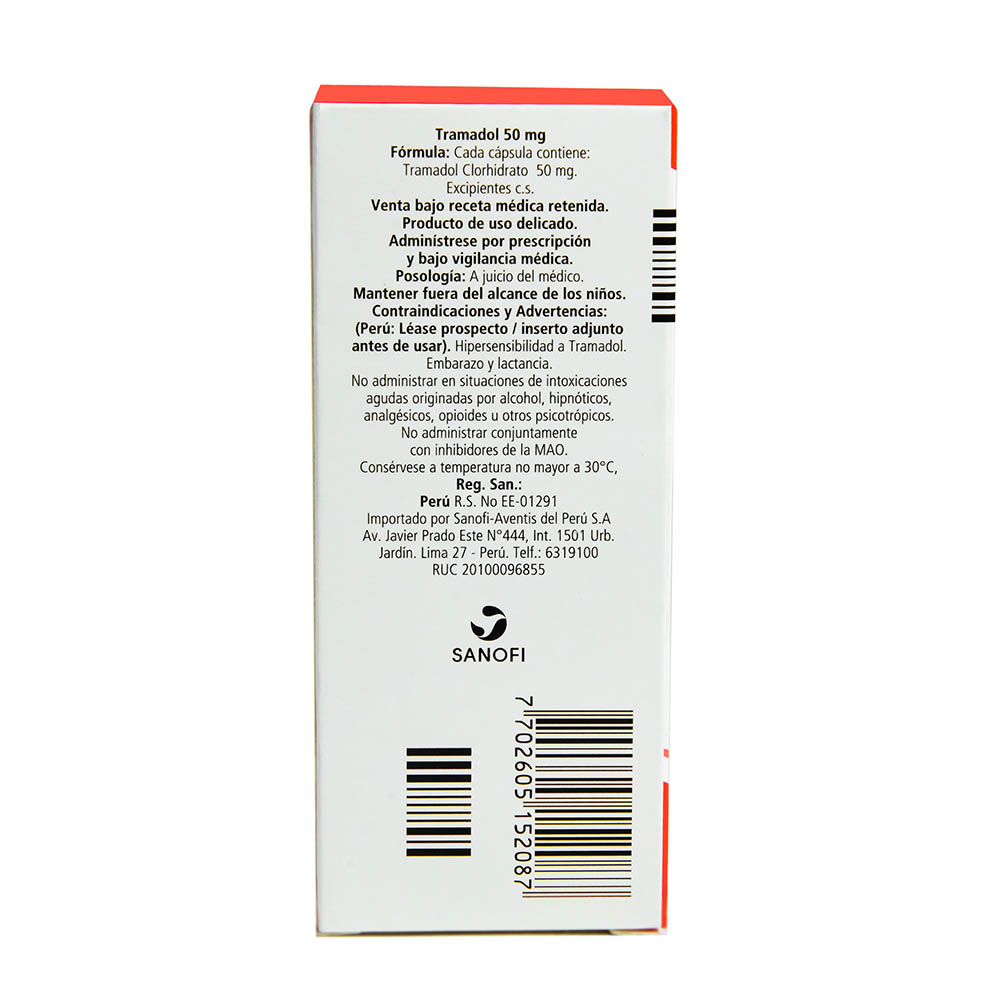 Tramadol 50 mg
Fórmula: Cada cápsula contiene:
Tramadol Clorhidrato 50 mg.
Excipientes c.s.
Venta bajo receta médica retenida.
Producto de uso delicado.
Adminístrese por prescripción
y bajo vigilancia médica.
Posología: A juicio del médico.
Mantener fuera del alcance de los niños.
Contraindicaciones y Advertencias:
(Perú: Léase prospecto / inserto adjunto
antes de usar). Hipersensibilidad a Tramadol.
Embarazo y lactancia.
No administrar en situaciones de intoxicaciones
agudas originadas por alcohol, hipnóticos,
analgésicos, opioides u otros psicotrópicos.
No administrar conjuntamente
con inhibidores de la MAO.
Consérvese a temperatura no mayor a 30°C,
Reg. San.:
Perú R.S. No EE-01291
Importado por Sanofi-Aventis del Perú S.A
Av. Javier Prado Este N°444, Int. 1501 Urb.
Jardín. Lima 27 - Perú. Telf.: 6319100
RUC 20100096855
SANOFI
7 702605 152087